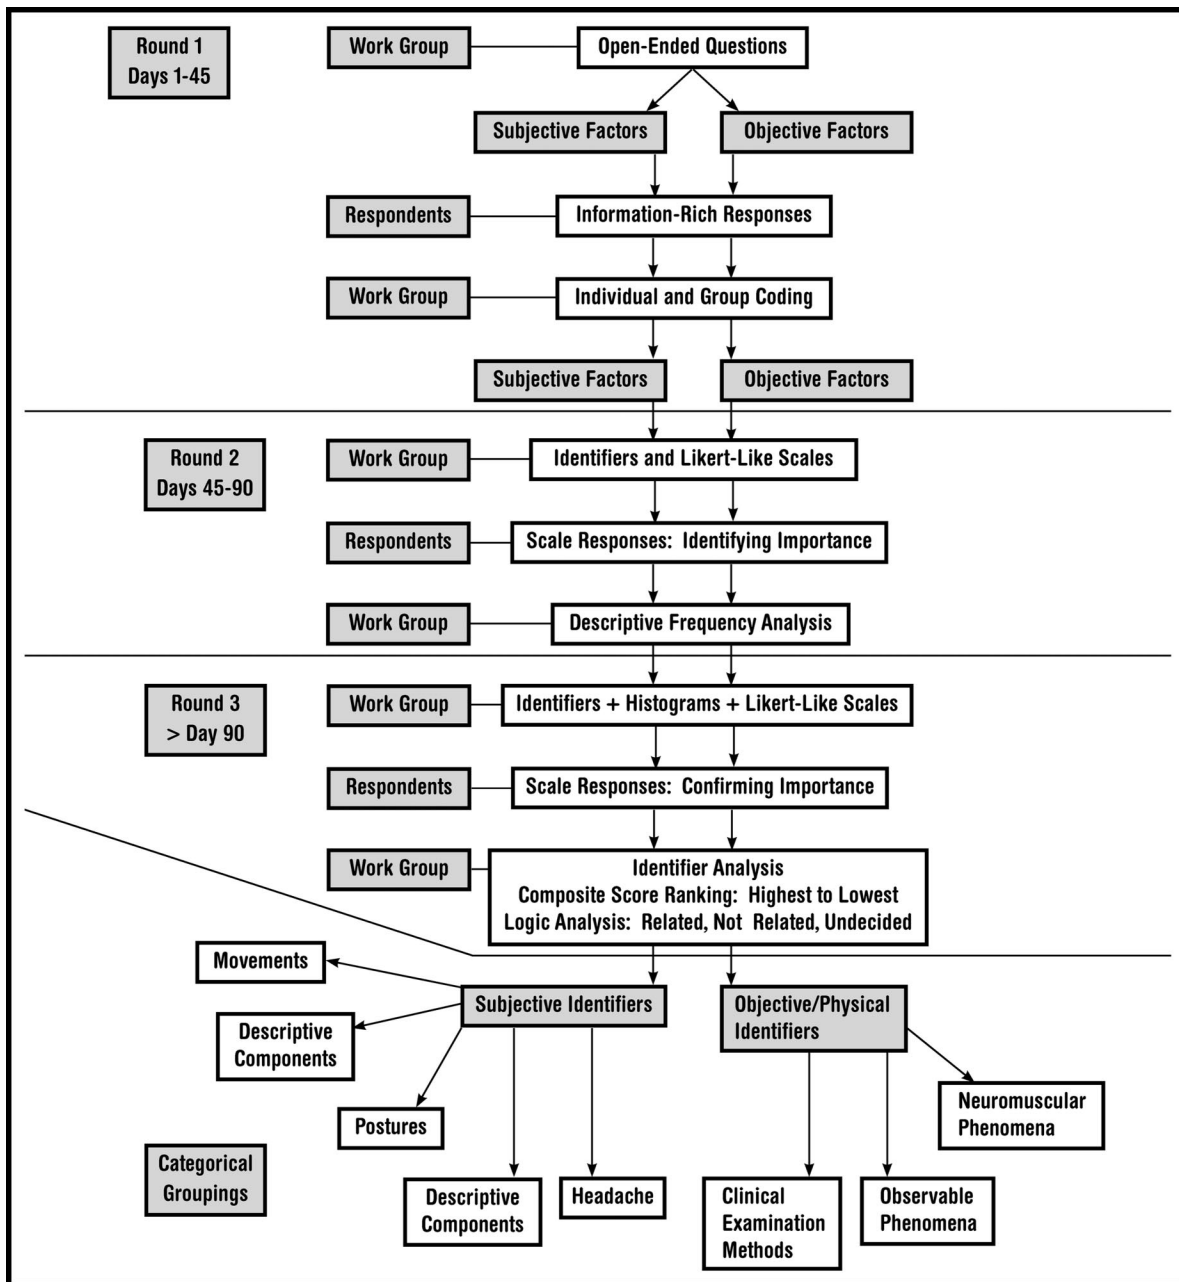 Round 1
Days 1-45
Work Group
Open-Ended Questions
Subjective Factors
Objective Factors
Respondents
Information-Rich Responses
Work Group
Individual and Group Coding
Subjective Factors
Objective Factors
Round 2
Days 45-90
Work Group
Identifiers and Likert-Like Scales
Respondents
Scale Responses: Identifying Importance
Work Group
Descriptive Frequency Analysis
Round 3
> Day 90
Work Group
Identifiers + Histograms + Likert-Like Scales
Respondents
Scale Responses: Confirming Importance
Work Group
Identifier Analysis
Composite Score Ranking: Highest to Lowest
Logic Analysis: Related, Not Related, Undecided
Movements
Subjective Identifiers
Objective/Physical
Identifiers
Descriptive
Components
Postures
Neuromuscular
Phenomena
Categorical
Groupings
Descriptive
Components
Headache
Clinical
Examination
Methods
Observable
Phenomena